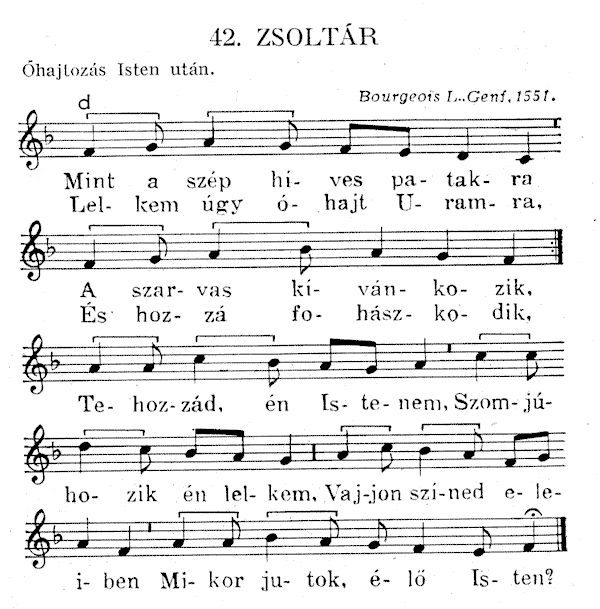 42. ZSOLTÁR
Óhajtozás Isten után.
d
Bourgeois L..Genf, 1551.
Mint a szép hi- ves pa- tak- ra
Lel- kem úgy ó- hajt U- ram- ra,
A szar- vas kí- ván- ko- zik,
És hoz- zá fo- hász- ko- dik,
Te- hoz- zád, én Is- te- nem, Szom- jú-
ho- zik én lel- kem, Vaj- jon szí- ned e- le-
i- ben Mi- kor ju- tok, é- lő Is- ten?